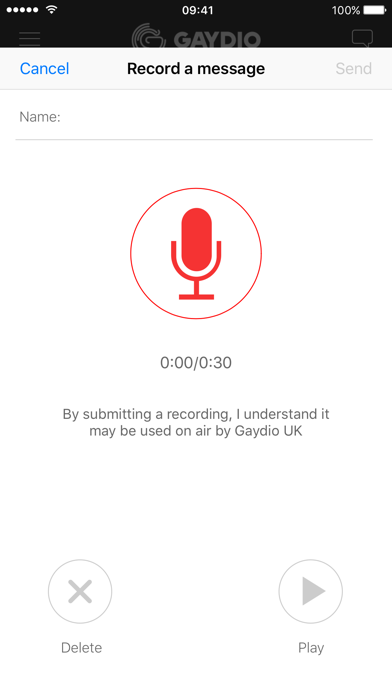 09:41
100%
GAYDIO
Cancel
Record a message
Send
Name:
0:00/0:30
By submitting a recording, I understand it
may be used on air by Gaydio UK
Delete
Play